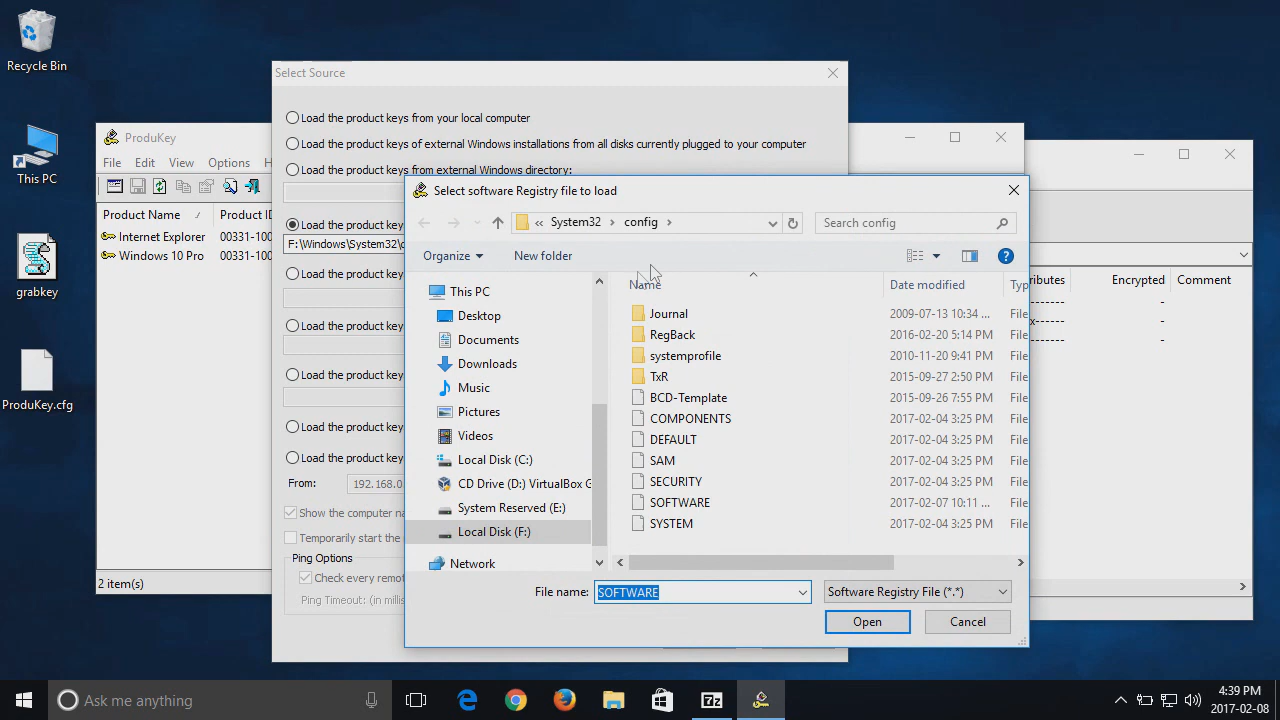 Recycle Bin
This PC
grabkey
ProduKey.cfg
ProduKey
File Edit View Options H
Product Name / Product ID
Internet Explorer 00331-100
Windows 10 Pro 00331-100
2 item(s)
Select Source
Load the product keys from your local computer
Load the product keys of external Windows installations from all disks currently plugged to your computer
Load the product keys from external Windows directory:
Load the product key
F:\Windows\System32\c
Load the product key
Load the product key
Load the product key
Load the product key
Load the product key
From: 192.168.0
Show the computer na
Temporarily start the r
Ping Options
Check every remot
Ping Timeout: (in millis
Select software Registry file to load
« System32 > config >
Search config
Organize New folder
This PC
Desktop
Documents
Downloads
Music
Pictures
Videos
Local Disk (C:)
CD Drive (D:) VirtualBox G
System Reserved (E:)
Local Disk (F:)
Network
Name Date modified Typ
Journal 2009-07-13 10:34 ... File
RegBack 2016-02-20 5:14 PM File
systemprofile 2010-11-20 9:41 PM File
TxR 2015-09-27 2:50 PM File
BCD-Template 2015-09-26 7:55 PM File
COMPONENTS 2017-02-04 3:25 PM File
DEFAULT 2017-02-04 3:25 PM File
SAM 2017-02-04 3:25 PM File
SECURITY 2017-02-04 3:25 PM File
SOFTWARE 2017-02-07 10:11 ... File
SYSTEM 2017-02-04 3:25 PM File
File name: SOFTWARE
Software Registry File (*.*)
Open Cancel
ributes Encrypted Comment
------- -
x------ -
------- -
Ask me anything
7z
4:39 PM
2017-02-08